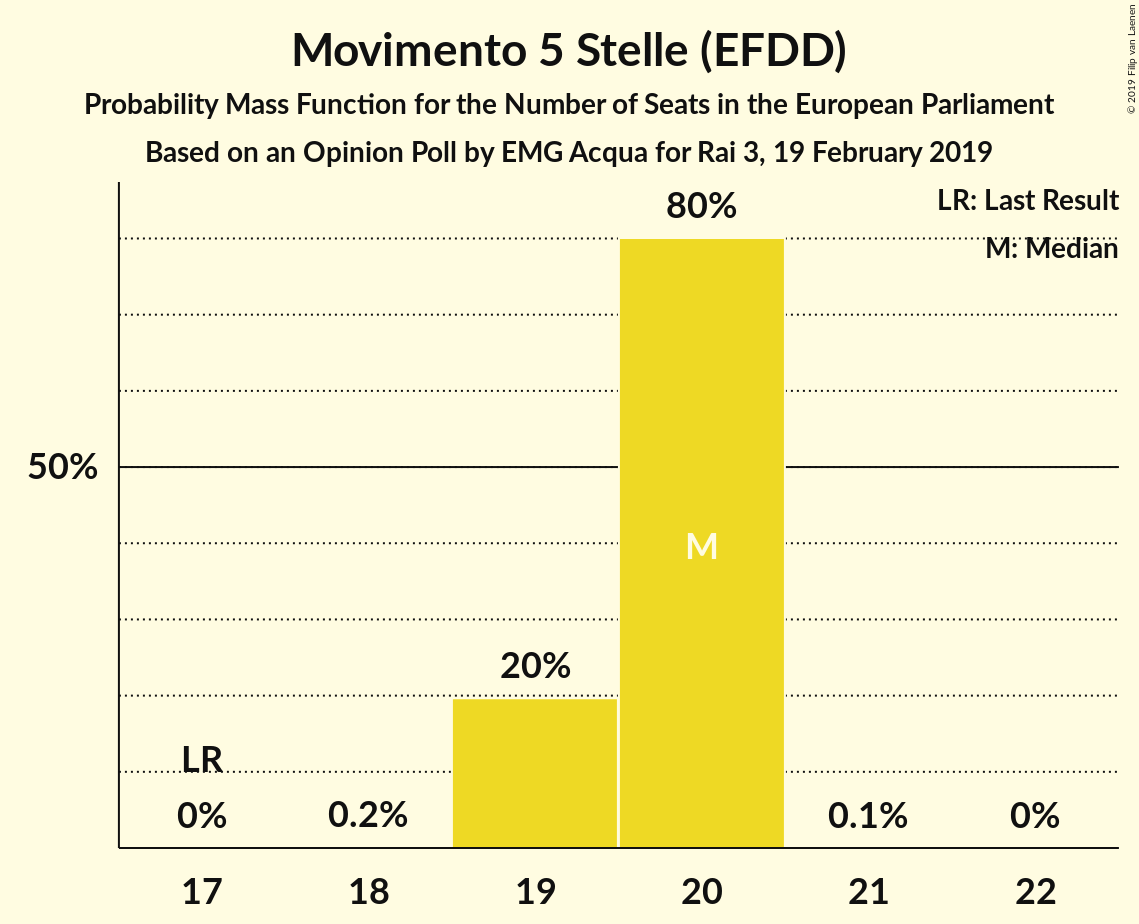 Movimento 5 Stelle (EFDD)
Probability Mass Function for the Number of Seats in the European Parliament
Based on an Opinion Poll by EMG Acqua for Rai 3, 19 February 2019
© 2019 Filip van Laenen
LR: Last Result
M: Median
80%
50%
M
20%
LR
0% 0.2% 0.1% 0%
17 18 19 20 21 22